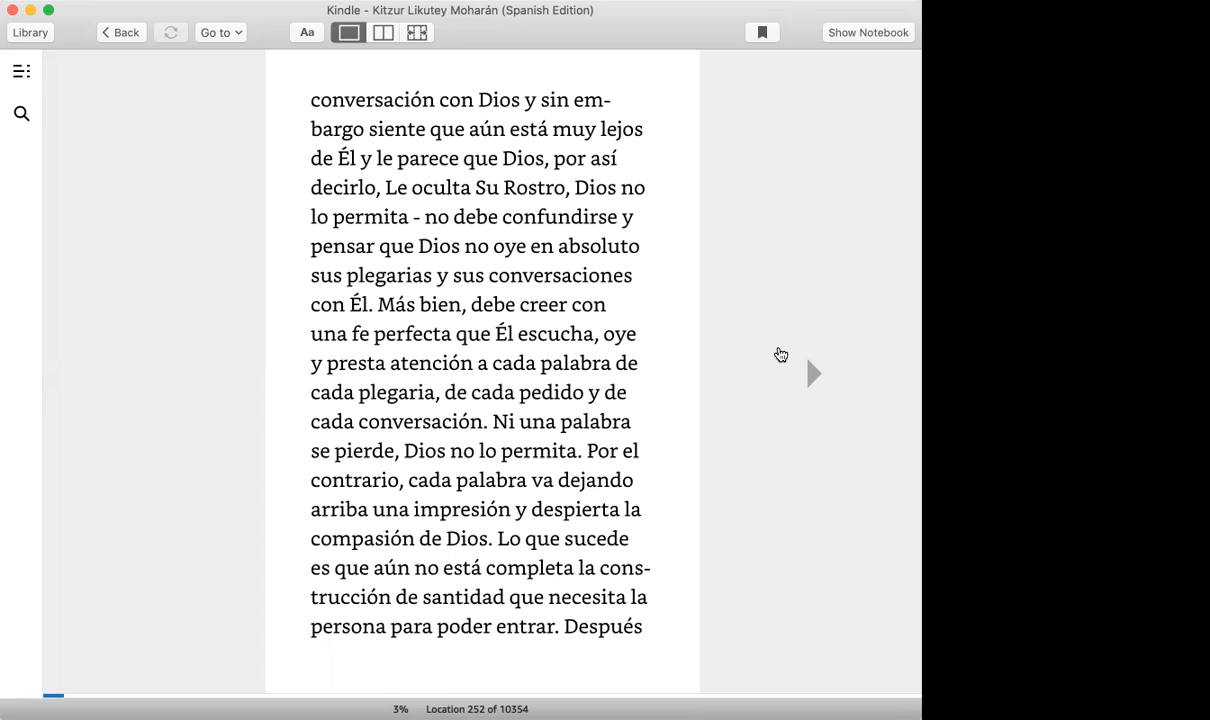 Kindle - Kitzur Likutey Moharán (Spanish Edition)
Library
Back
Go to
Aa
Show Notebook
conversación con Dios y sin em-
bargo siente que aún está muy lejos
de Él y le parece que Dios, por así
decirlo, Le oculta Su Rostro, Dios no
lo permita - no debe confundirse y
pensar que Dios no oye en absoluto
sus plegarias y sus conversaciones
con Él. Más bien, debe creer con
una fe perfecta que Él escucha, oye
y presta atención a cada palabra de
cada plegaria, de cada pedido y de
cada conversación. Ni una palabra
se pierde, Dios no lo permita. Por el
contrario, cada palabra va dejando
arriba una impresión y despierta la
compasión de Dios. Lo que sucede
es que aún no está completa la cons-
trucción de santidad que necesita la
persona para poder entrar. Después
3% Location 252 of 10354